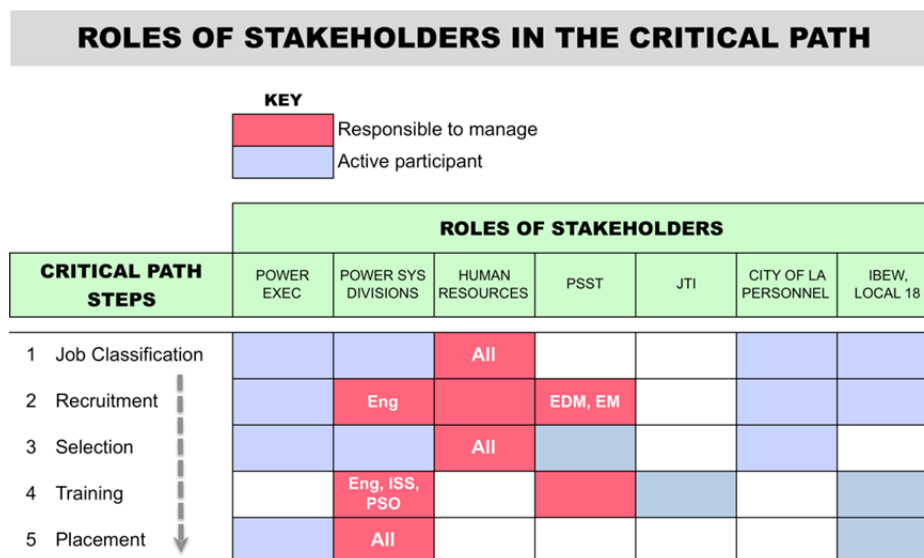 ROLES OF STAKEHOLDERS IN THE CRITICAL PATH
KEY
Responsible to manage
Active participant
ROLES OF STAKEHOLDERS
CRITICAL PATH
STEPS
POWER
EXEC
POWER SYS
DIVISIONS
HUMAN
RESOURCES
PSST
JTI
CITY OF LA
PERSONNEL
IBEW,
LOCAL 18
1 Job Classification All
2 Recruitment Eng EDM, EM
3 Selection All
4 Training Eng, ISS,
PSO
5 Placement All